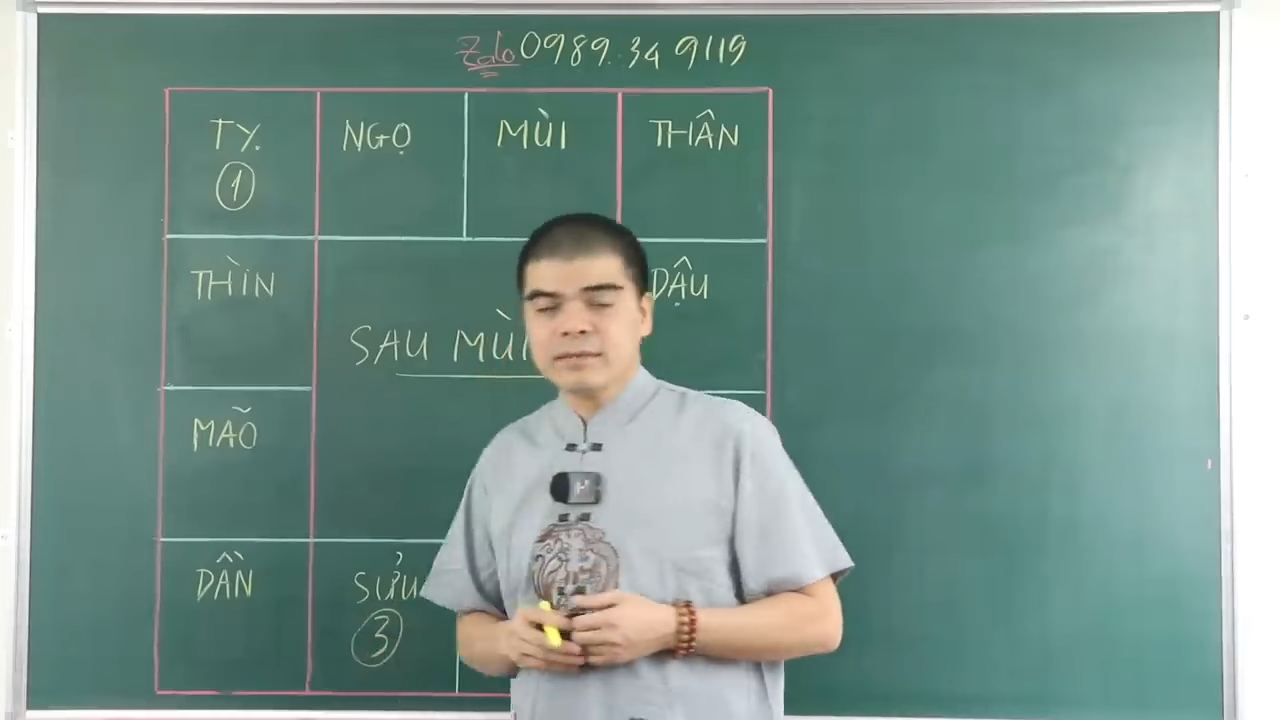 Zalo 0989.34 9119
TỴ. NGỌ MÙI THÂN
1
THÌN DẬU
SAU MÙI
MÃO
DẦN SỬU
3